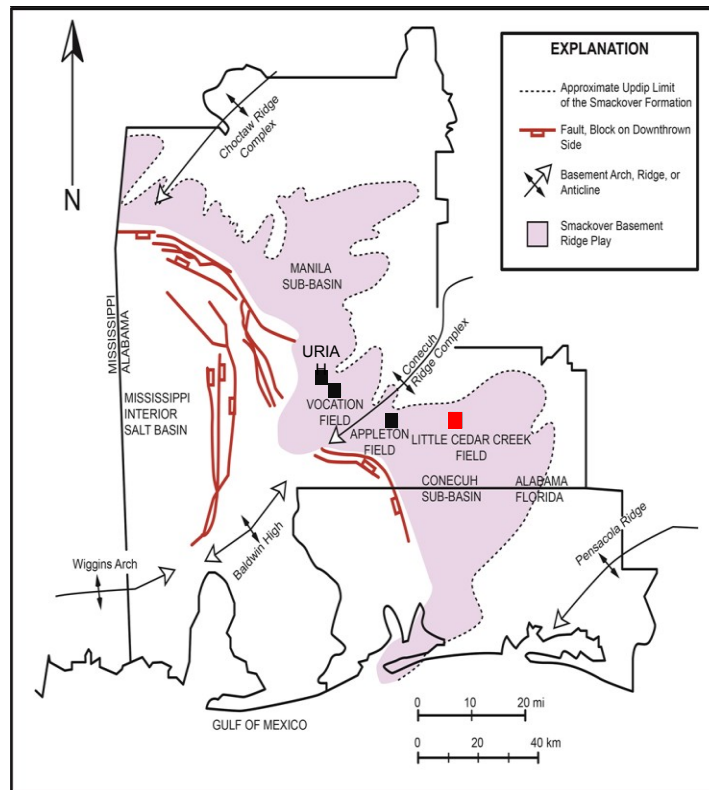 EXPLANATION
Approximate Updip Limit
of the Smackover Formation
Fault, Block on Downthrown
Side
Basement Arch, Ridge, or
Anticline
Smackover Basement
Ridge Play
N
Choctaw Ridge
Complex
MANILA
SUB-BASIN
MISSISSIPPI
ALABAMA
URIA
H
VOCATION
FIELD
Conecuh
Ridge Complex
MISSISSIPPI
INTERIOR
SALT BASIN
APPLETON
FIELD
LITTLE CEDAR CREEK
FIELD
CONECUH
SUB-BASIN
ALABAMA
FLORIDA
Wiggins Arch
Baldwin High
Pensacola Ridge
GULF OF MEXICO
0 10 20 mi
0 20 40 km